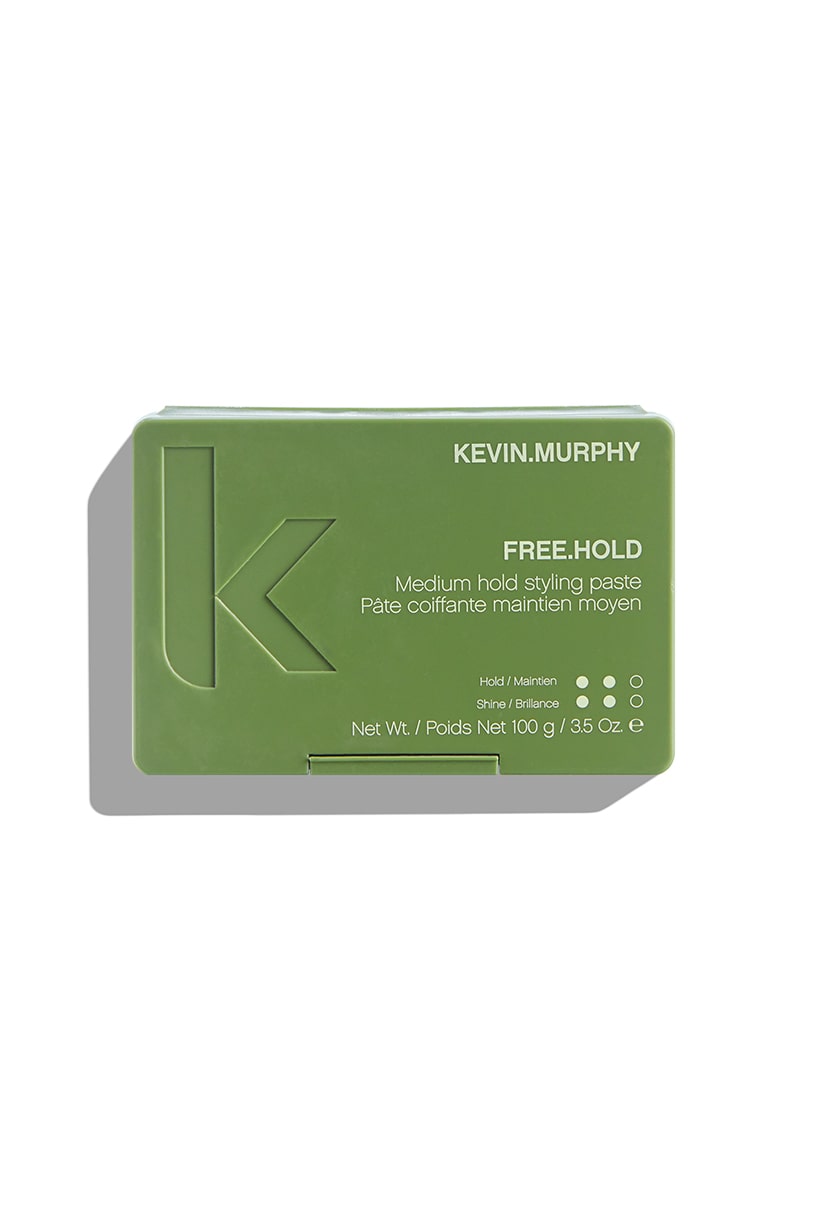 k
KEVIN.MURPHY
FREE.HOLD
Medium hold styling paste
Pâte coiffante maintien moyen
Hold / Maintien
Shine / Brillance
Net Wt. / Poids Net 100 g / 3.5 Oz. ℮